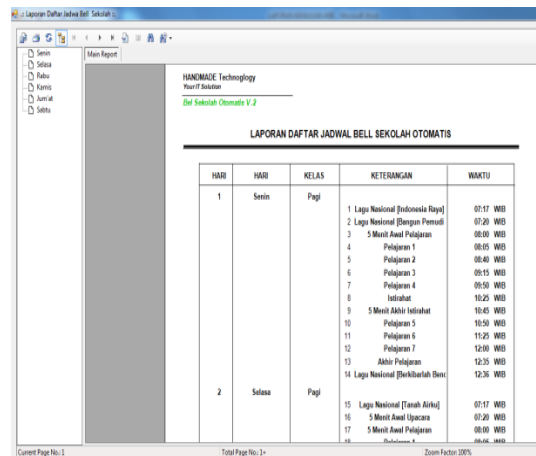 .: Laporan Daftar Jadwa Bell Sekolah :.
Senin
Selasa
Rabu
Kamis
Jum'at
Sabtu
Main Report
HANDMADE Technoglogy
Your IT Solution
Bel Sekolah Otomatis V.2
LAPORAN DAFTAR JADWAL BELL SEKOLAH OTOMATIS
HARI HARI KELAS KETERANGAN WAKTU
1 Senin Pagi
1 Lagu Nasional [Indonesia Raya] 07:17 WIB
2 Lagu Nasional [Bangun Pemudi 07:20 WIB
3 5 Menit Awal Pelajaran 08:00 WIB
4 Pelajaran 1 08:05 WIB
5 Pelajaran 2 08:40 WIB
6 Pelajaran 3 09:15 WIB
7 Pelajaran 4 09:50 WIB
8 Istirahat 10:25 WIB
9 5 Menit Akhir Istirahat 10:45 WIB
10 Pelajaran 5 10:50 WIB
11 Pelajaran 6 11:25 WIB
12 Pelajaran 7 12:00 WIB
13 Akhir Pelajaran 12:35 WIB
14 Lagu Nasional [Berkibarlah Benc 12:36 WIB
2 Selasa Pagi
15 Lagu Nasional [Tanah Airku] 07:17 WIB
16 5 Menit Awal Upacara 07:20 WIB
17 5 Menit Awal Pelajaran 08:00 WIB
18 Pelajaran 1 08:05 WIB
Current Page No.: 1 Total Page No.: 1+ Zoom Factor: 100%